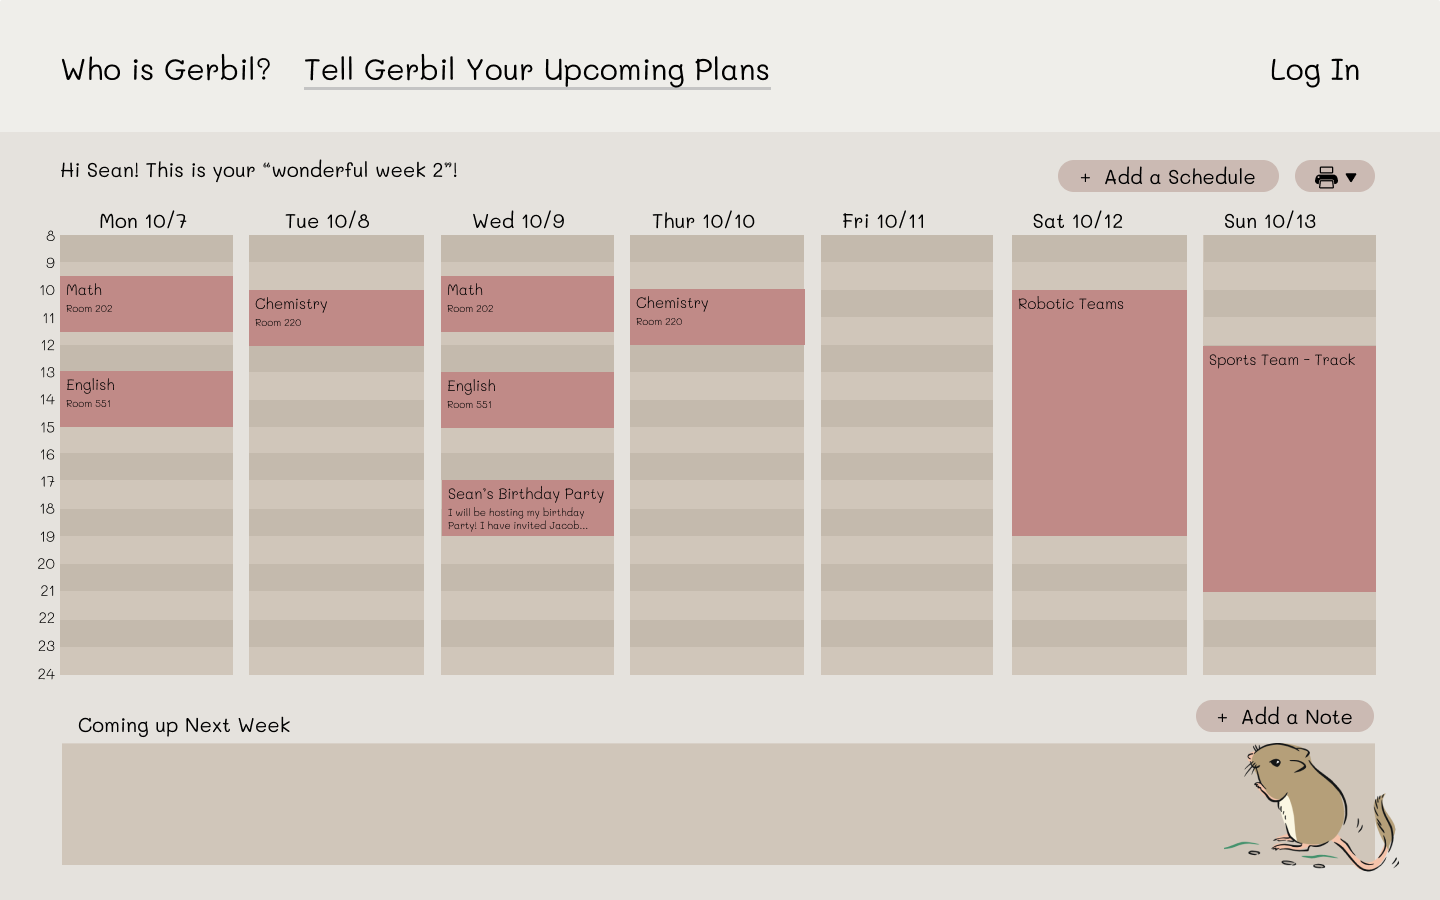 Who is Gerbil? Tell Gerbil Your Upcoming Plans Log In
Hi Sean! This is your “wonderful week 2”!
+ Add a Schedule
Mon 10/7 Tue 10/8 Wed 10/9 Thur 10/10 Fri 10/11 Sat 10/12 Sun 10/13
8
9
10
11
12
13
14
15
16
17
18
19
20
21
22
23
24
Math
Room 202
English
Room 551
Chemistry
Room 220
Math
Room 202
English
Room 551
Sean's Birthday Party
I will be hosting my birthday
Party! I have invited Jacob...
Chemistry
Room 220
Robotic Teams
Sports Team - Track
Coming up Next Week
+ Add a Note